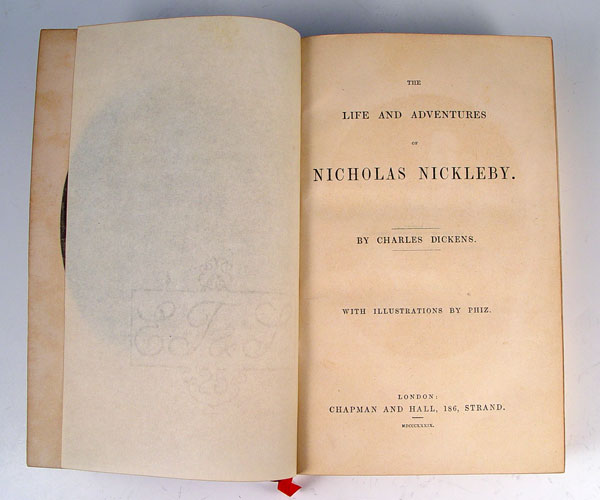 THE
LIFE AND ADVENTURES
OF
NICHOLAS NICKLEBY.
BY CHARLES DICKENS.
WITH ILLUSTRATIONS BY PHIZ.
LONDON:
CHAPMAN AND HALL, 186, STRAND.
MDCCCXXXIX.